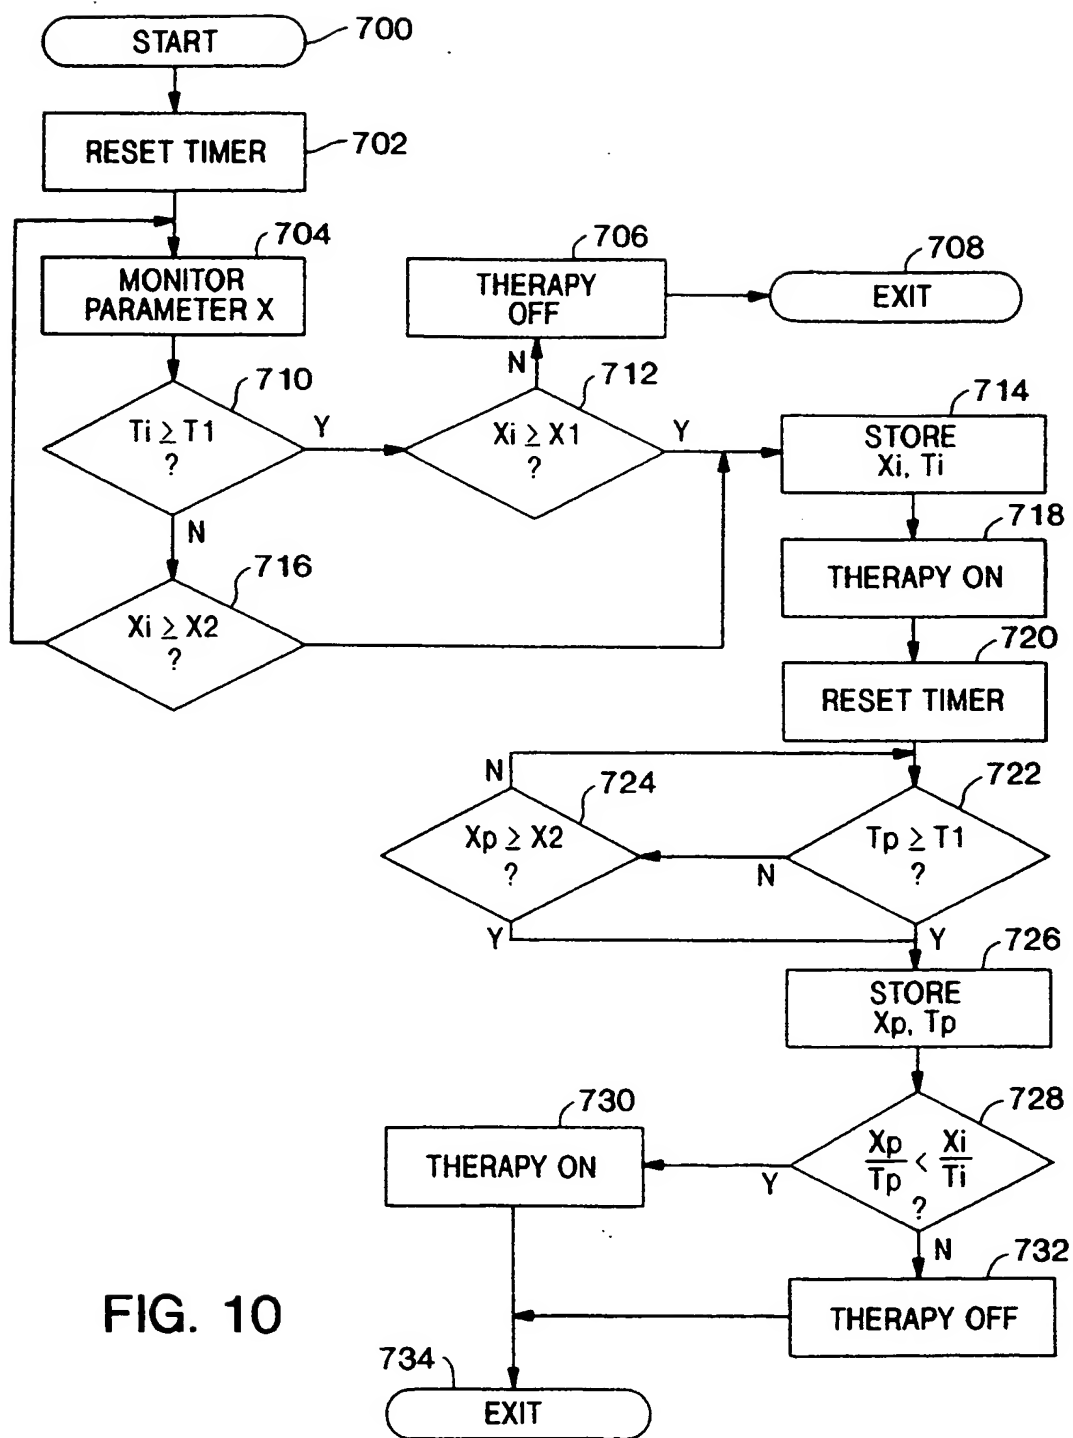 START
700
RESET TIMER
702
704
MONITOR
PARAMETER X
706
THERAPY
OFF
708
EXIT
710
Ti ≥ T1
?
Y
N
712
Xi ≥ X1
?
N
Y
714
STORE
Xi, Ti
716
Xi ≥ X2
?
718
THERAPY ON
720
RESET TIMER
722
Tp ≥ T1
?
N
Y
724
Xp ≥ X2
?
N
Y
726
STORE
Xp, Tp
728
Xp/Tp < Xi/Ti
?
Y
N
730
THERAPY ON
732
THERAPY OFF
734
EXIT
FIG. 10